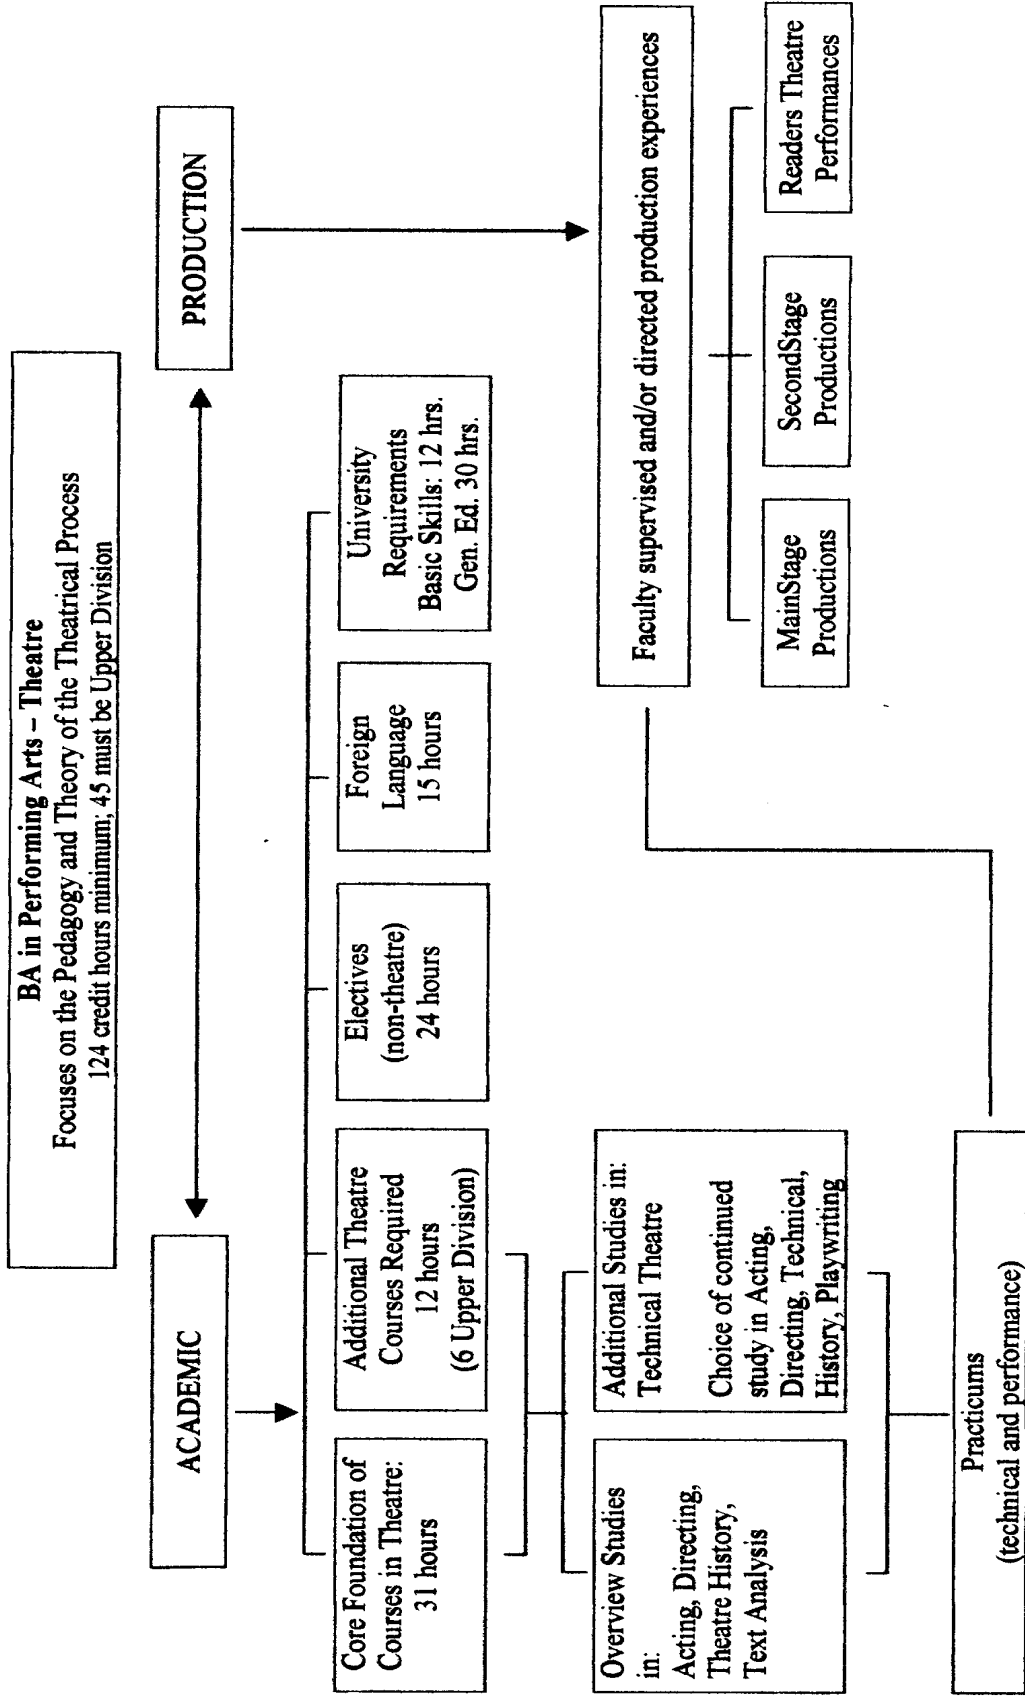 BA in Performing Arts – Theatre
Focuses on the Pedagogy and Theory of the Theatrical Process
124 credit hours minimum; 45 must be Upper Division
ACADEMIC
PRODUCTION
Core Foundation of
Courses in Theatre:
31 hours
Additional Theatre
Courses Required
12 hours
(6 Upper Division)
Electives
(non-theatre)
24 hours
Foreign
Language
15 hours
University
Requirements
Basic Skills: 12 hrs.
Gen. Ed. 30 hrs.
Overview Studies
in:
Acting, Directing,
Theatre History,
Text Analysis
Additional Studies in:
Technical Theatre
Choice of continued
study in Acting,
Directing, Technical,
History, Playwriting
Faculty supervised and/or directed production experiences
MainStage
Productions
SecondStage
Productions
Readers Theatre
Performances
Practicums
(technical and performance)